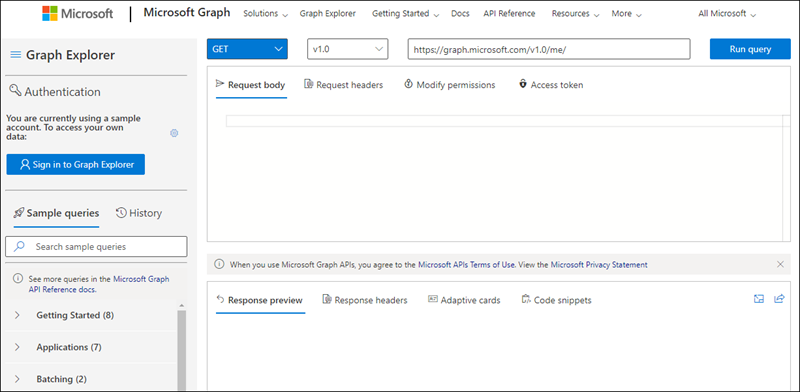 Microsoft
Microsoft Graph
Solutions
Graph Explorer
Getting Started
Docs
API Reference
Resources
More
All Microsoft
Graph Explorer
GET
v1.0
https://graph.microsoft.com/v1.0/me/
Run query
Authentication
You are currently using a sample
account. To access your own
data:
Sign in to Graph Explorer
Sample queries
History
Search sample queries
See more queries in the Microsoft Graph
API Reference docs.
Getting Started (8)
Applications (7)
Batching (2)
Request body
Request headers
Modify permissions
Access token
When you use Microsoft Graph APIs, you agree to the Microsoft APIs Terms of Use. View the Microsoft Privacy Statement
Response preview
Response headers
Adaptive cards
Code snippets